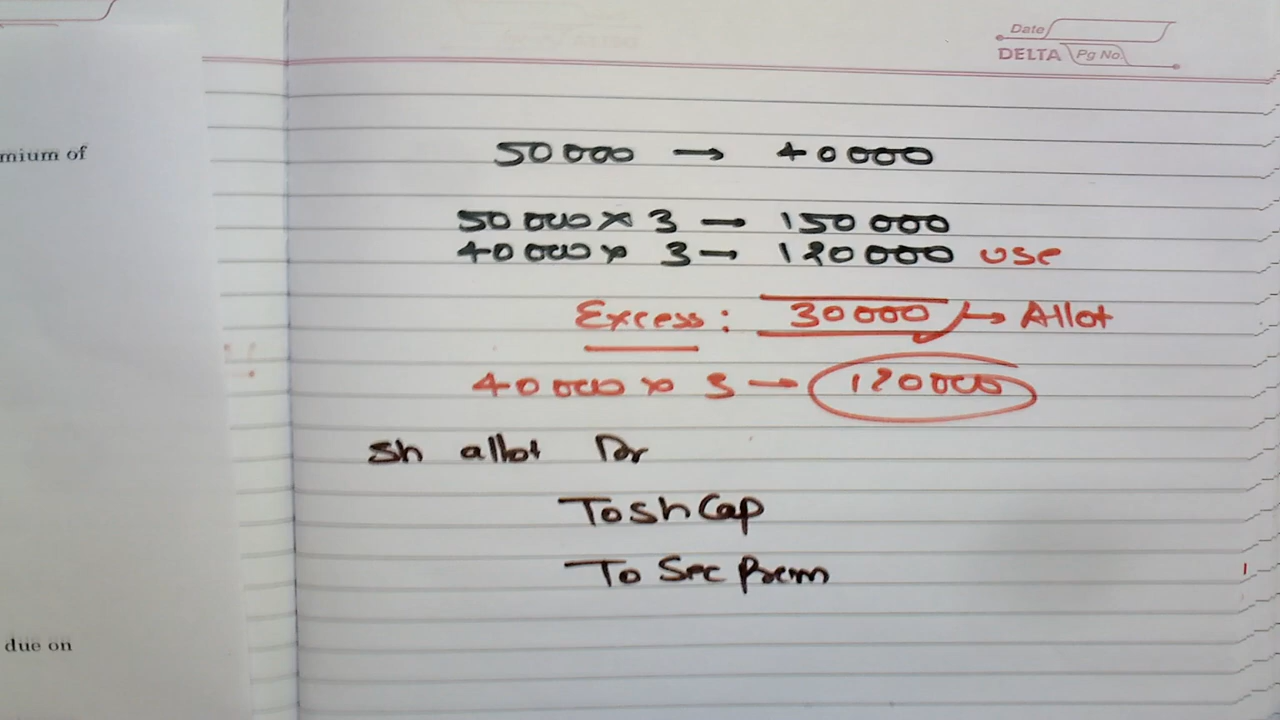 Date
DELTA Pg No.
mium of
50000 → 40000
50000 × 3 — 150000
40000 × 3 — 120000 use
Excess: 30000 → Allot
40000 × 3 → 120000
Sh allot Dr
To Sh Cap
To Sec Prem
due on